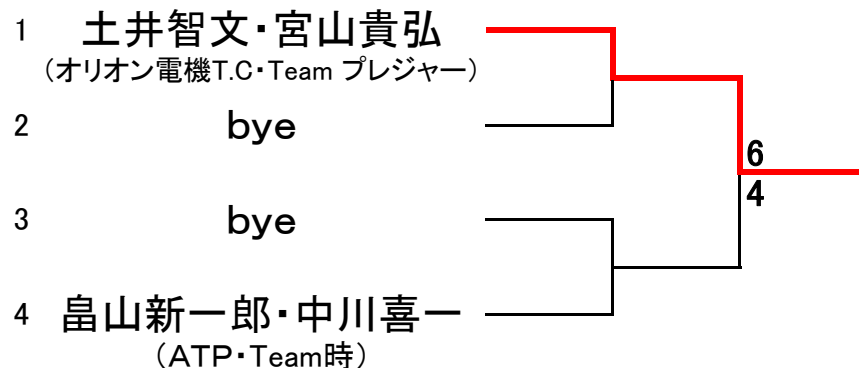 1 土井智文・宮山貴弘
（オリオン電機T.C・Team プレジャー）
2 bye
6
4
3 bye
4 畠山新一郎・中川喜一
（ATP・Team時）